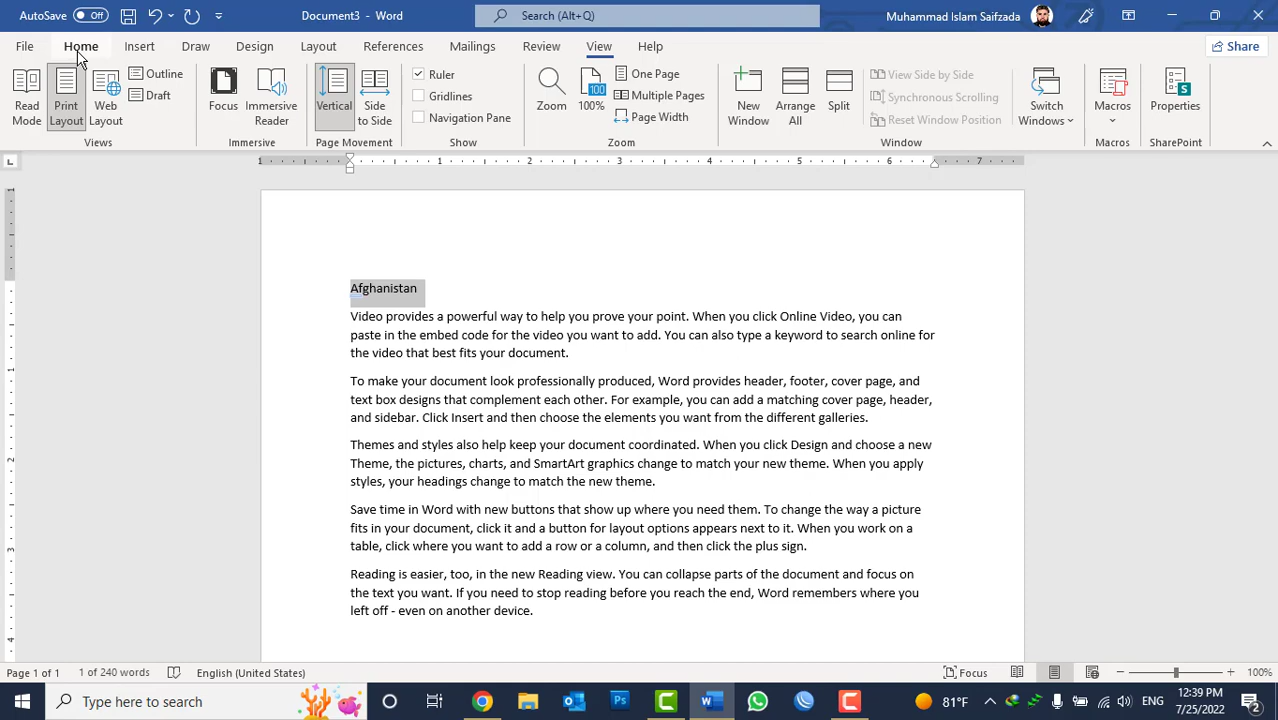 AutoSave Off Document3 - Word Search (Alt+Q) Muhammad Islam Saifzada
File Home Insert Draw Design Layout References Mailings Review View Help Share
Read Mode Print Layout Web Layout Outline Draft
Focus Immersive Reader
Vertical Side to Side
Ruler Gridlines Navigation Pane
Zoom 100 100% One Page Multiple Pages Page Width
New Window Arrange All Split View Side by Side Synchronous Scrolling Reset Window Position Switch Windows
Macros Properties
Views Immersive Page Movement Show Zoom Window Macros SharePoint
1 1 2 3 4 5 6 7
Afghanistan
Video provides a powerful way to help you prove your point. When you click Online Video, you can
paste in the embed code for the video you want to add. You can also type a keyword to search online for
the video that best fits your document.
To make your document look professionally produced, Word provides header, footer, cover page, and
text box designs that complement each other. For example, you can add a matching cover page, header,
and sidebar. Click Insert and then choose the elements you want from the different galleries.
Themes and styles also help keep your document coordinated. When you click Design and choose a new
Theme, the pictures, charts, and SmartArt graphics change to match your new theme. When you apply
styles, your headings change to match the new theme.
Save time in Word with new buttons that show up where you need them. To change the way a picture
fits in your document, click it and a button for layout options appears next to it. When you work on a
table, click where you want to add a row or a column, and then click the plus sign.
Reading is easier, too, in the new Reading view. You can collapse parts of the document and focus on
the text you want. If you need to stop reading before you reach the end, Word remembers where you
left off - even on another device.
Page 1 of 1 1 of 240 words English (United States) Focus 100%
Type here to search Ps 81°F ENG 12:39 PM
7/25/2022 2